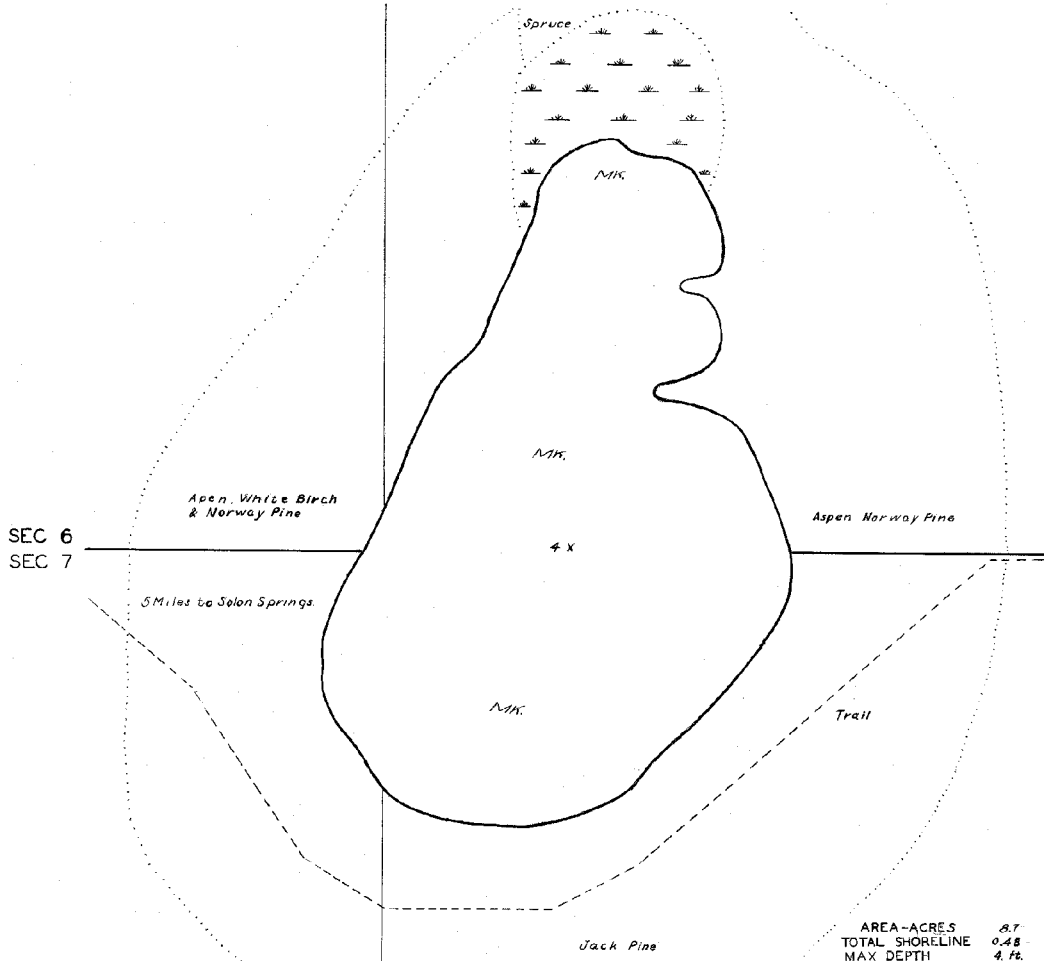 Spruce
MK.
MK.
Apen, White Birch
& Norway Pine
Aspen Norway Pine
SEC 6
SEC 7
4 X
5 Miles to Solon Springs.
MK.
Trail
Jack Pine
AREA-ACRES 8.7
TOTAL SHORELINE 0.48
MAX DEPTH 4. ft.